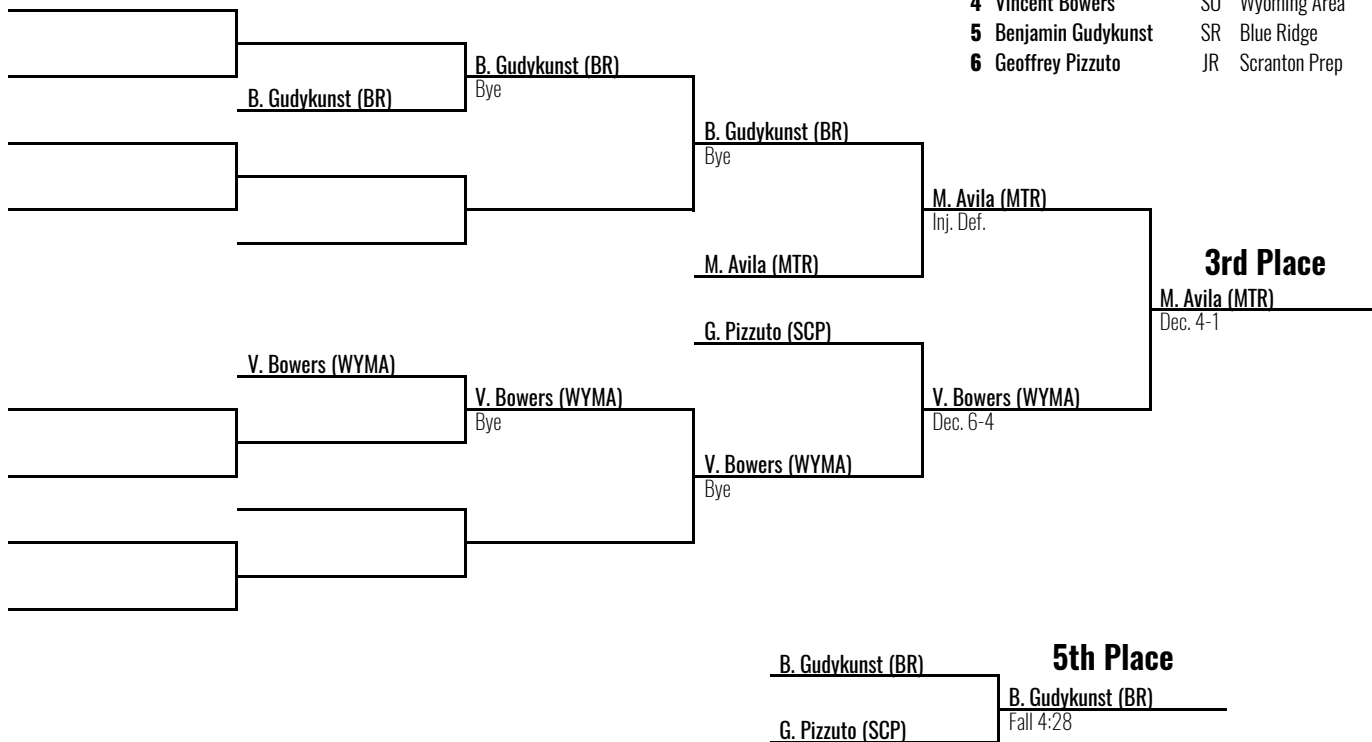 4 Vincent Bowers SO Wyoming Area
5 Benjamin Gudykunst SR Blue Ridge
6 Geoffrey Pizzuto JR Scranton Prep
B. Gudykunst (BR)
Bye
B. Gudykunst (BR)
B. Gudykunst (BR)
Bye
M. Avila (MTR)
Inj. Def.
M. Avila (MTR)
3rd Place
M. Avila (MTR)
Dec. 4-1
G. Pizzuto (SCP)
V. Bowers (WYMA)
V. Bowers (WYMA)
Bye
V. Bowers (WYMA)
Dec. 6-4
V. Bowers (WYMA)
Bye
5th Place
B. Gudykunst (BR)
B. Gudykunst (BR)
Fall 4:28
G. Pizzuto (SCP)